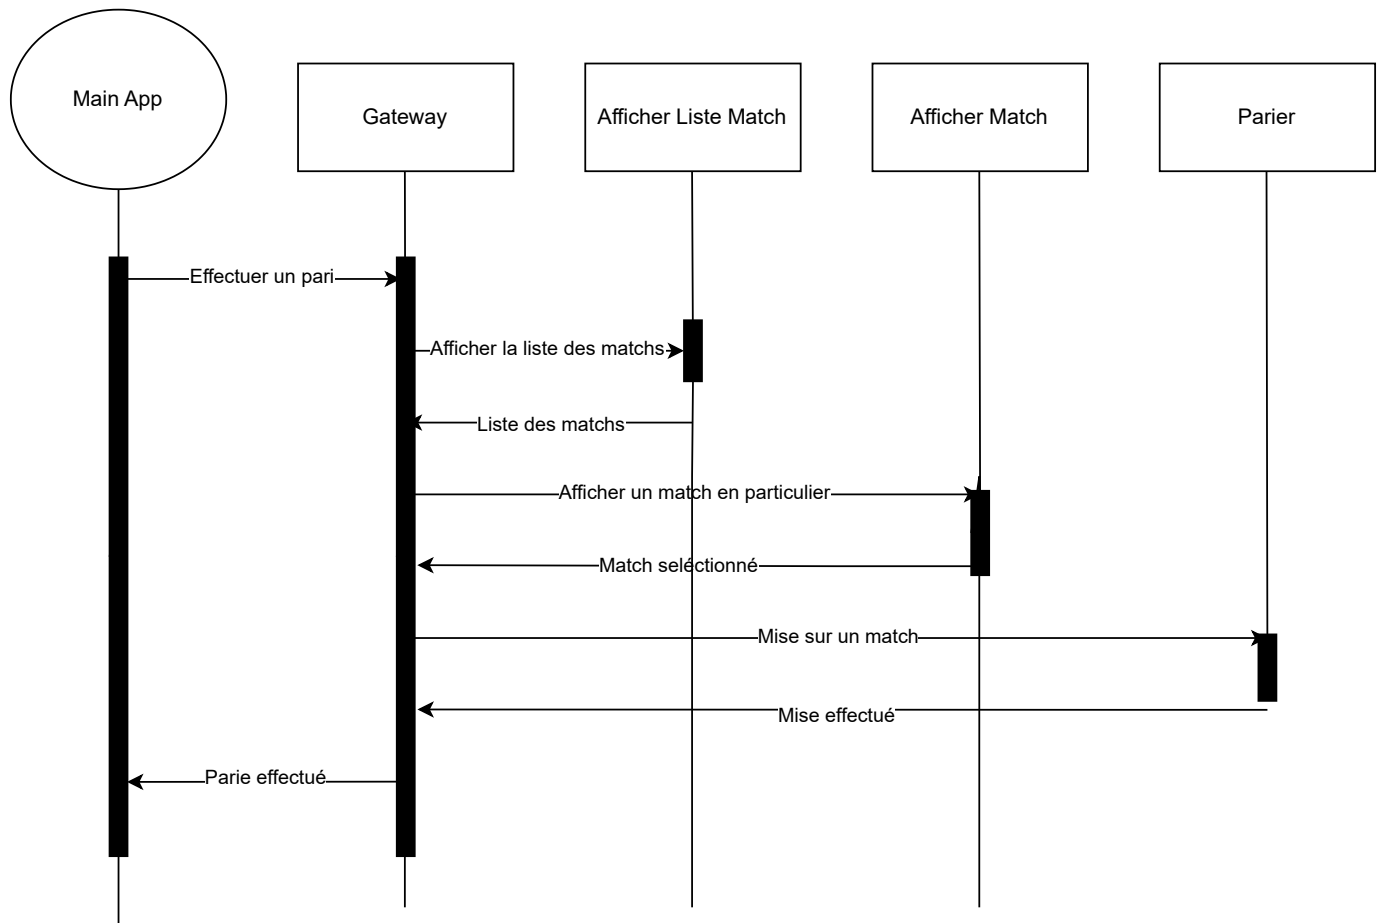 Main App
Gateway
Afficher Liste Match
Afficher Match
Parier
Effectuer un pari
Afficher la liste des matchs
Liste des matchs
Afficher un match en particulier
Match seléctionné
Mise sur un match
Mise effectué
Parie effectué